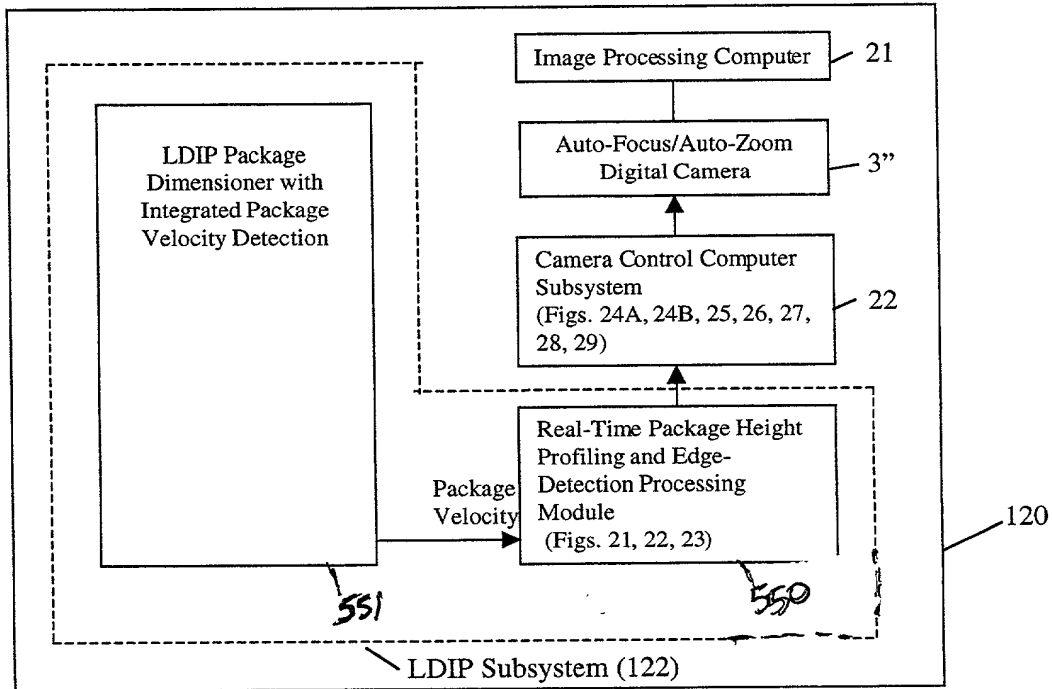 Image Processing Computer
21
LDIP Package
Dimensioner with
Integrated Package
Velocity Detection
Auto-Focus/Auto-Zoom
Digital Camera
3”
Camera Control Computer
Subsystem
(Figs. 24A, 24B, 25, 26, 27,
28, 29)
22
Real-Time Package Height
Profiling and Edge-
Detection Processing
Module
(Figs. 21, 22, 23)
Package
Velocity
120
551
550
LDIP Subsystem (122)